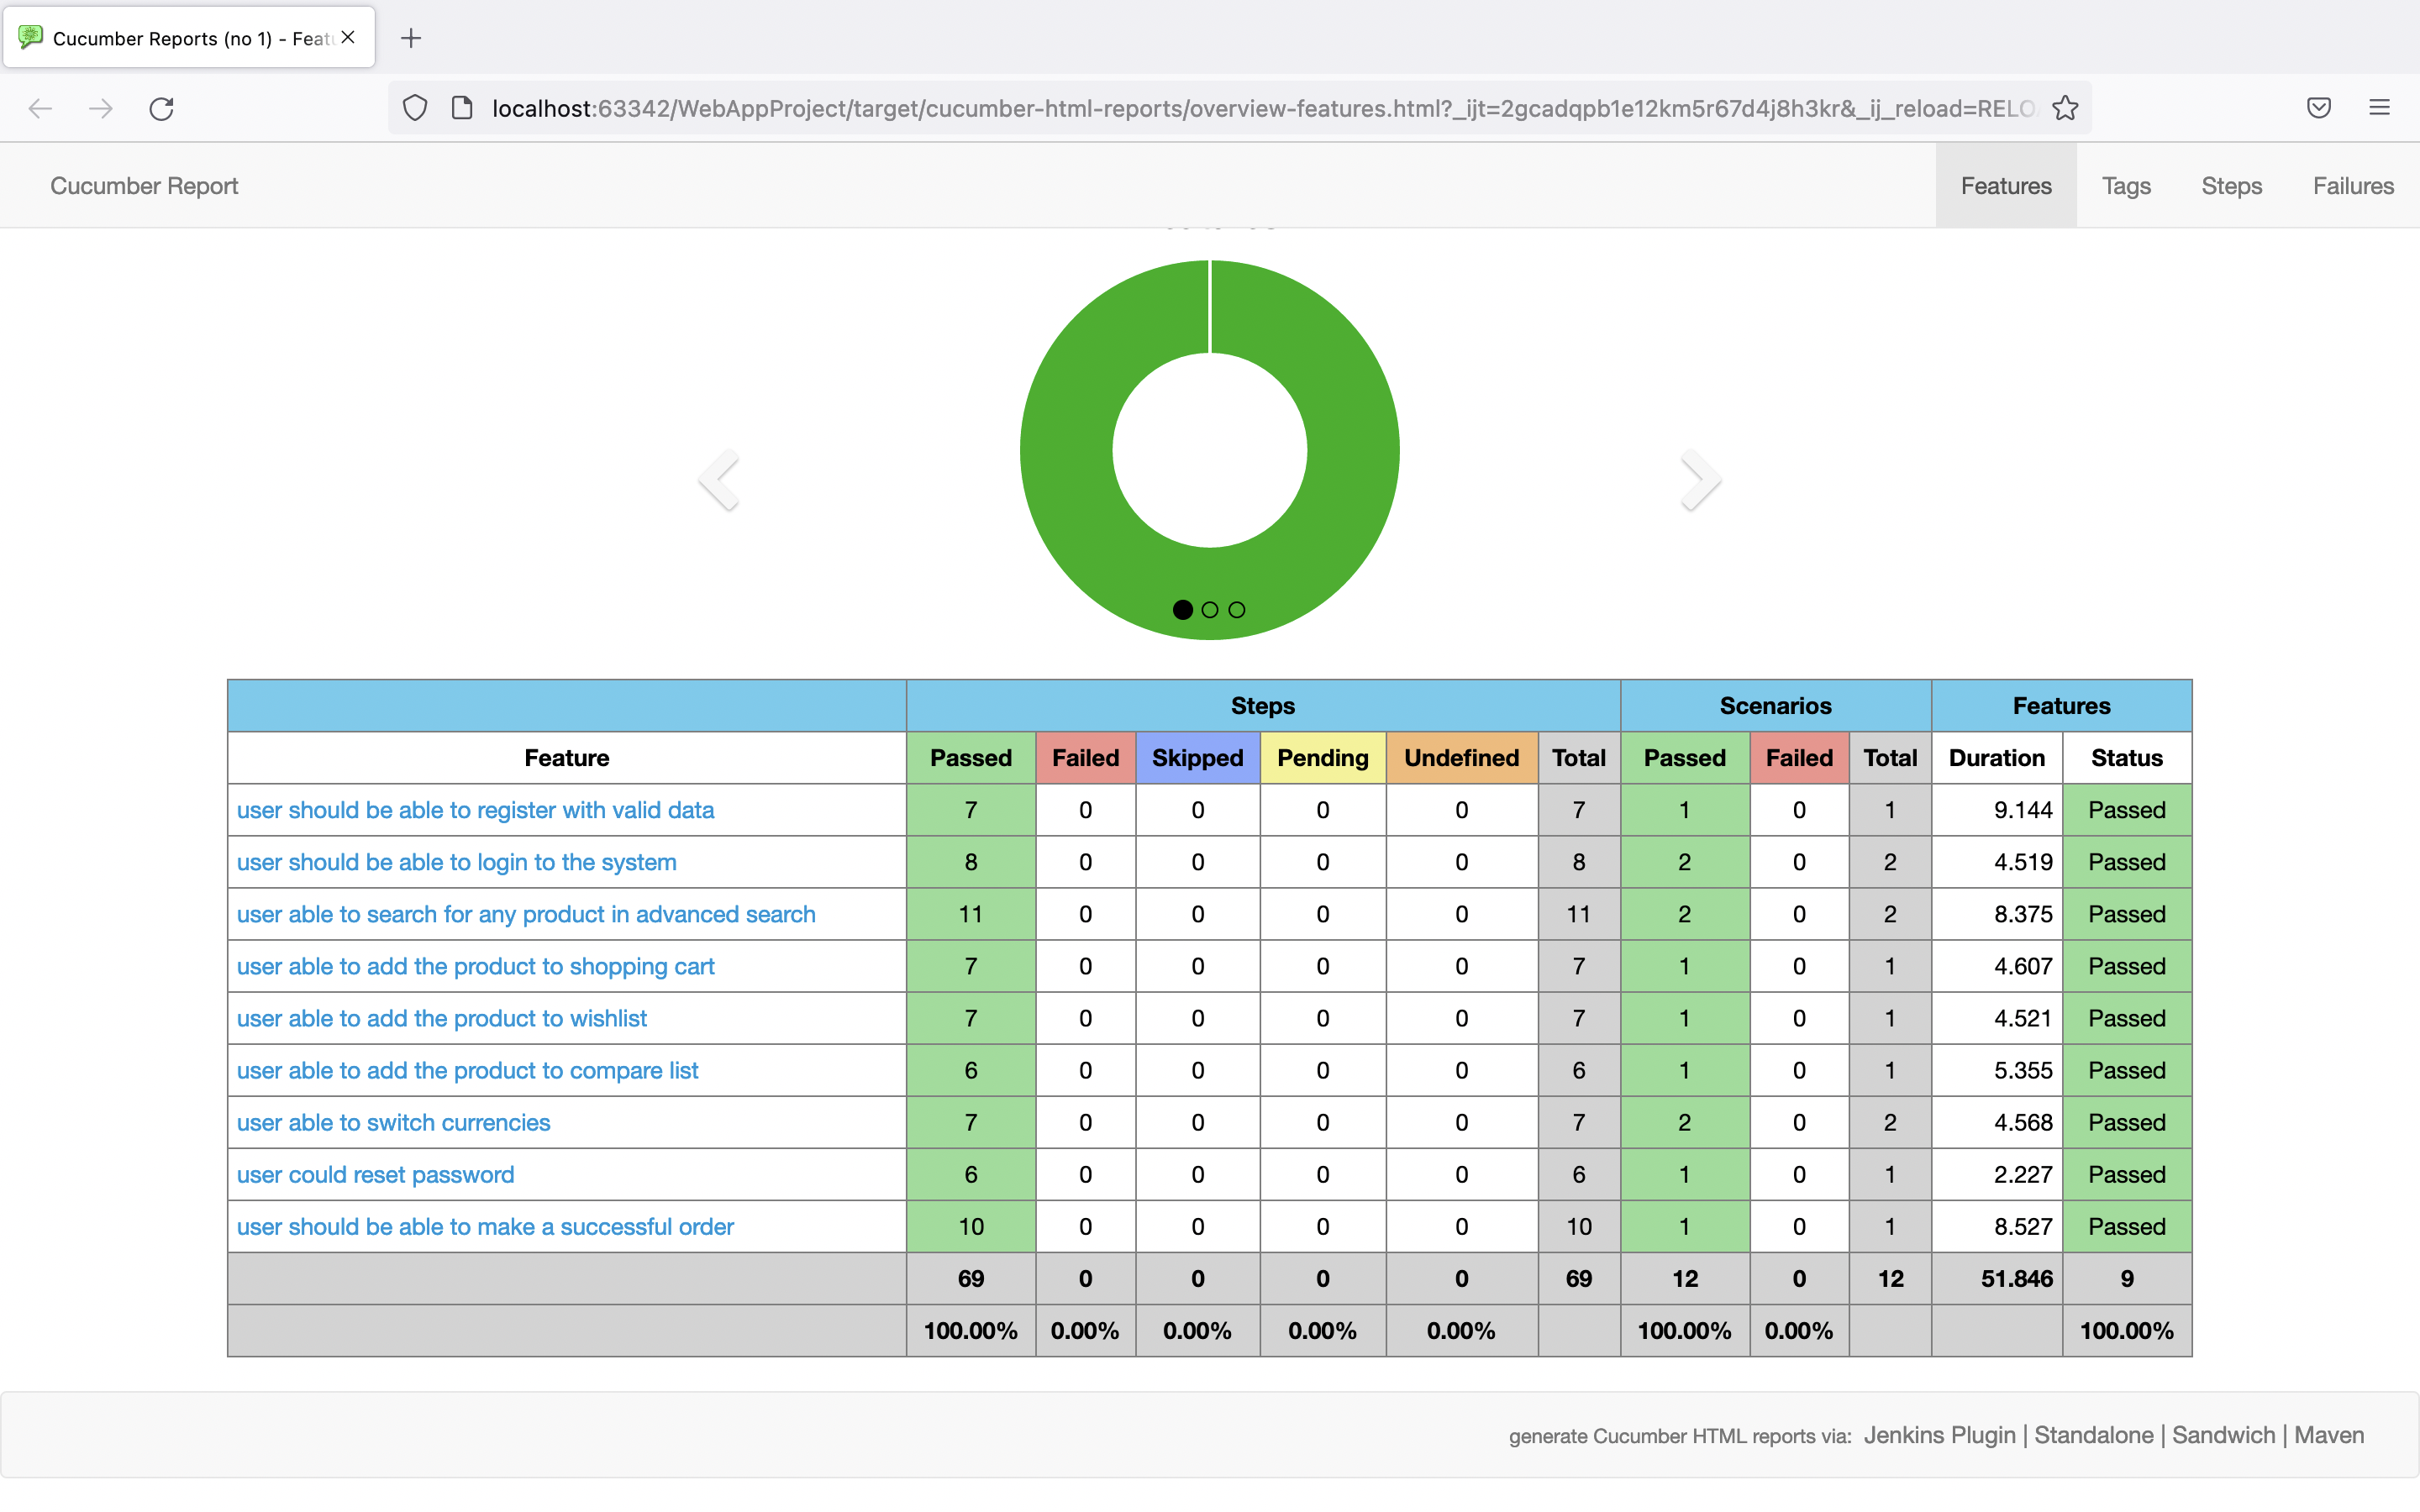 Cucumber Reports (no 1) - Feat
localhost:63342/WebAppProject/target/cucumber-html-reports/overview-features.html?_ijt=2gcadqpb1e12km5r67d4j8h3kr&_ij_reload=RELO
Cucumber Report Features Tags Steps Failures
Steps Scenarios Features
Feature Passed Failed Skipped Pending Undefined Total Passed Failed Total Duration Status
user should be able to register with valid data 7 0 0 0 0 7 1 0 1 9.144 Passed
user should be able to login to the system 8 0 0 0 0 8 2 0 2 4.519 Passed
user able to search for any product in advanced search 11 0 0 0 0 11 2 0 2 8.375 Passed
user able to add the product to shopping cart 7 0 0 0 0 7 1 0 1 4.607 Passed
user able to add the product to wishlist 7 0 0 0 0 7 1 0 1 4.521 Passed
user able to add the product to compare list 6 0 0 0 0 6 1 0 1 5.355 Passed
user able to switch currencies 7 0 0 0 0 7 2 0 2 4.568 Passed
user could reset password 6 0 0 0 0 6 1 0 1 2.227 Passed
user should be able to make a successful order 10 0 0 0 0 10 1 0 1 8.527 Passed
69 0 0 0 0 69 12 0 12 51.846 9
100.00% 0.00% 0.00% 0.00% 0.00% 100.00% 0.00% 100.00%
generate Cucumber HTML reports via: Jenkins Plugin | Standalone | Sandwich | Maven